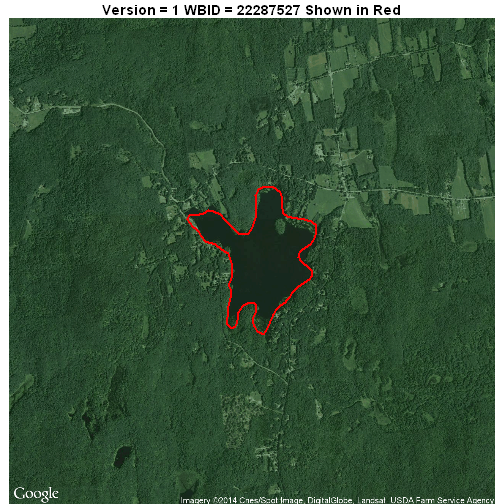 Version = 1 WBID = 22287527 Shown in Red
Google
Imagery ©2014 Cnes/Spot Image, DigitalGlobe, Landsat, USDA Farm Service Agency